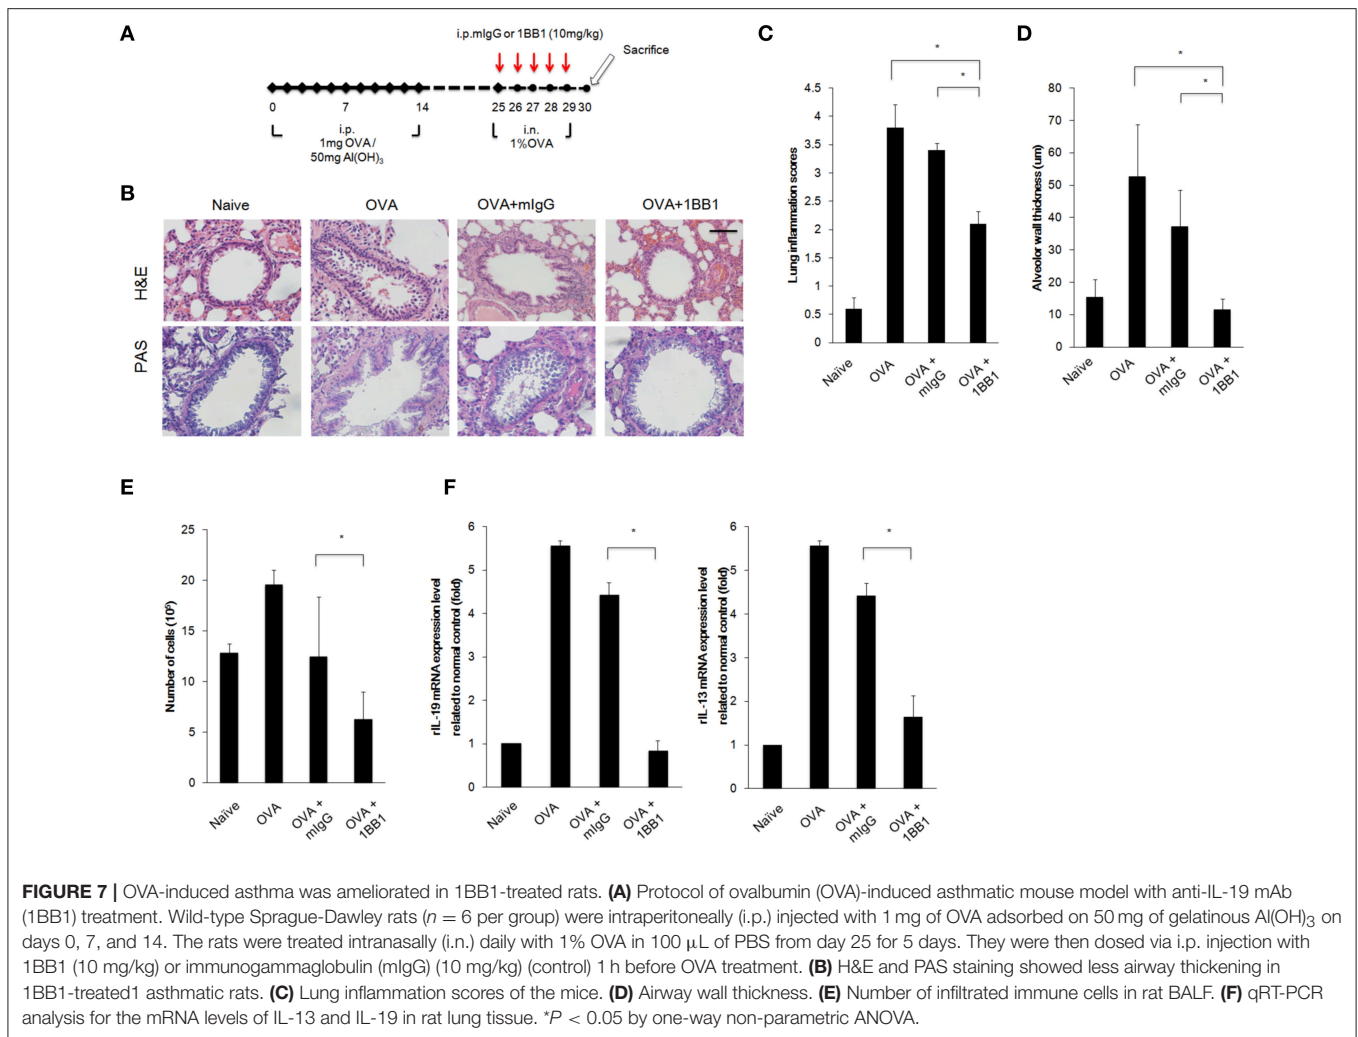 A
i.p.mIgG or 1BB1 (10mg/kg)
Sacrifice
0 7 14 25 26 27 28 29 30
i.p.
1mg OVA /
50mg Al(OH)3
i.n.
1%OVA
B
Naive OVA OVA+mIgG OVA+1BB1
H&E
PAS
C
*
*
Lung inflammation scores
4.5
4
3.5
3
2.5
2
1.5
1
0.5
0
Naïve
OVA
OVA +
mIgG
OVA +
1BB1
D
*
*
Alveolor wall thickness (um)
80
70
60
50
40
30
20
10
0
Naïve
OVA
OVA +
mIgG
OVA +
1BB1
E
*
Number of cells (10⁵)
25
20
15
10
5
0
Naïve
OVA
OVA +
mIgG
OVA +
1BB1
F
*
rIL-19 mRNA expression level
related to normal control (fold)
6
5
4
3
2
1
0
Naïve
OVA
OVA +
mIgG
OVA +
1BB1
*
rIL-13 mRNA expression level
related to normal control (fold)
6
5
4
3
2
1
0
Naïve
OVA
OVA +
mIgG
OVA +
1BB1
FIGURE 7 | OVA-induced asthma was ameliorated in 1BB1-treated rats. (A) Protocol of ovalbumin (OVA)-induced asthmatic mouse model with anti-IL-19 mAb
(1BB1) treatment. Wild-type Sprague-Dawley rats (n = 6 per group) were intraperitoneally (i.p.) injected with 1 mg of OVA adsorbed on 50 mg of gelatinous Al(OH)3 on
days 0, 7, and 14. The rats were treated intranasally (i.n.) daily with 1% OVA in 100 μL of PBS from day 25 for 5 days. They were then dosed via i.p. injection with
1BB1 (10 mg/kg) or immunogammaglobulin (mIgG) (10 mg/kg) (control) 1 h before OVA treatment. (B) H&E and PAS staining showed less airway thickening in
1BB1-treated1 asthmatic rats. (C) Lung inflammation scores of the mice. (D) Airway wall thickness. (E) Number of infiltrated immune cells in rat BALF. (F) qRT-PCR
analysis for the mRNA levels of IL-13 and IL-19 in rat lung tissue. *P < 0.05 by one-way non-parametric ANOVA.